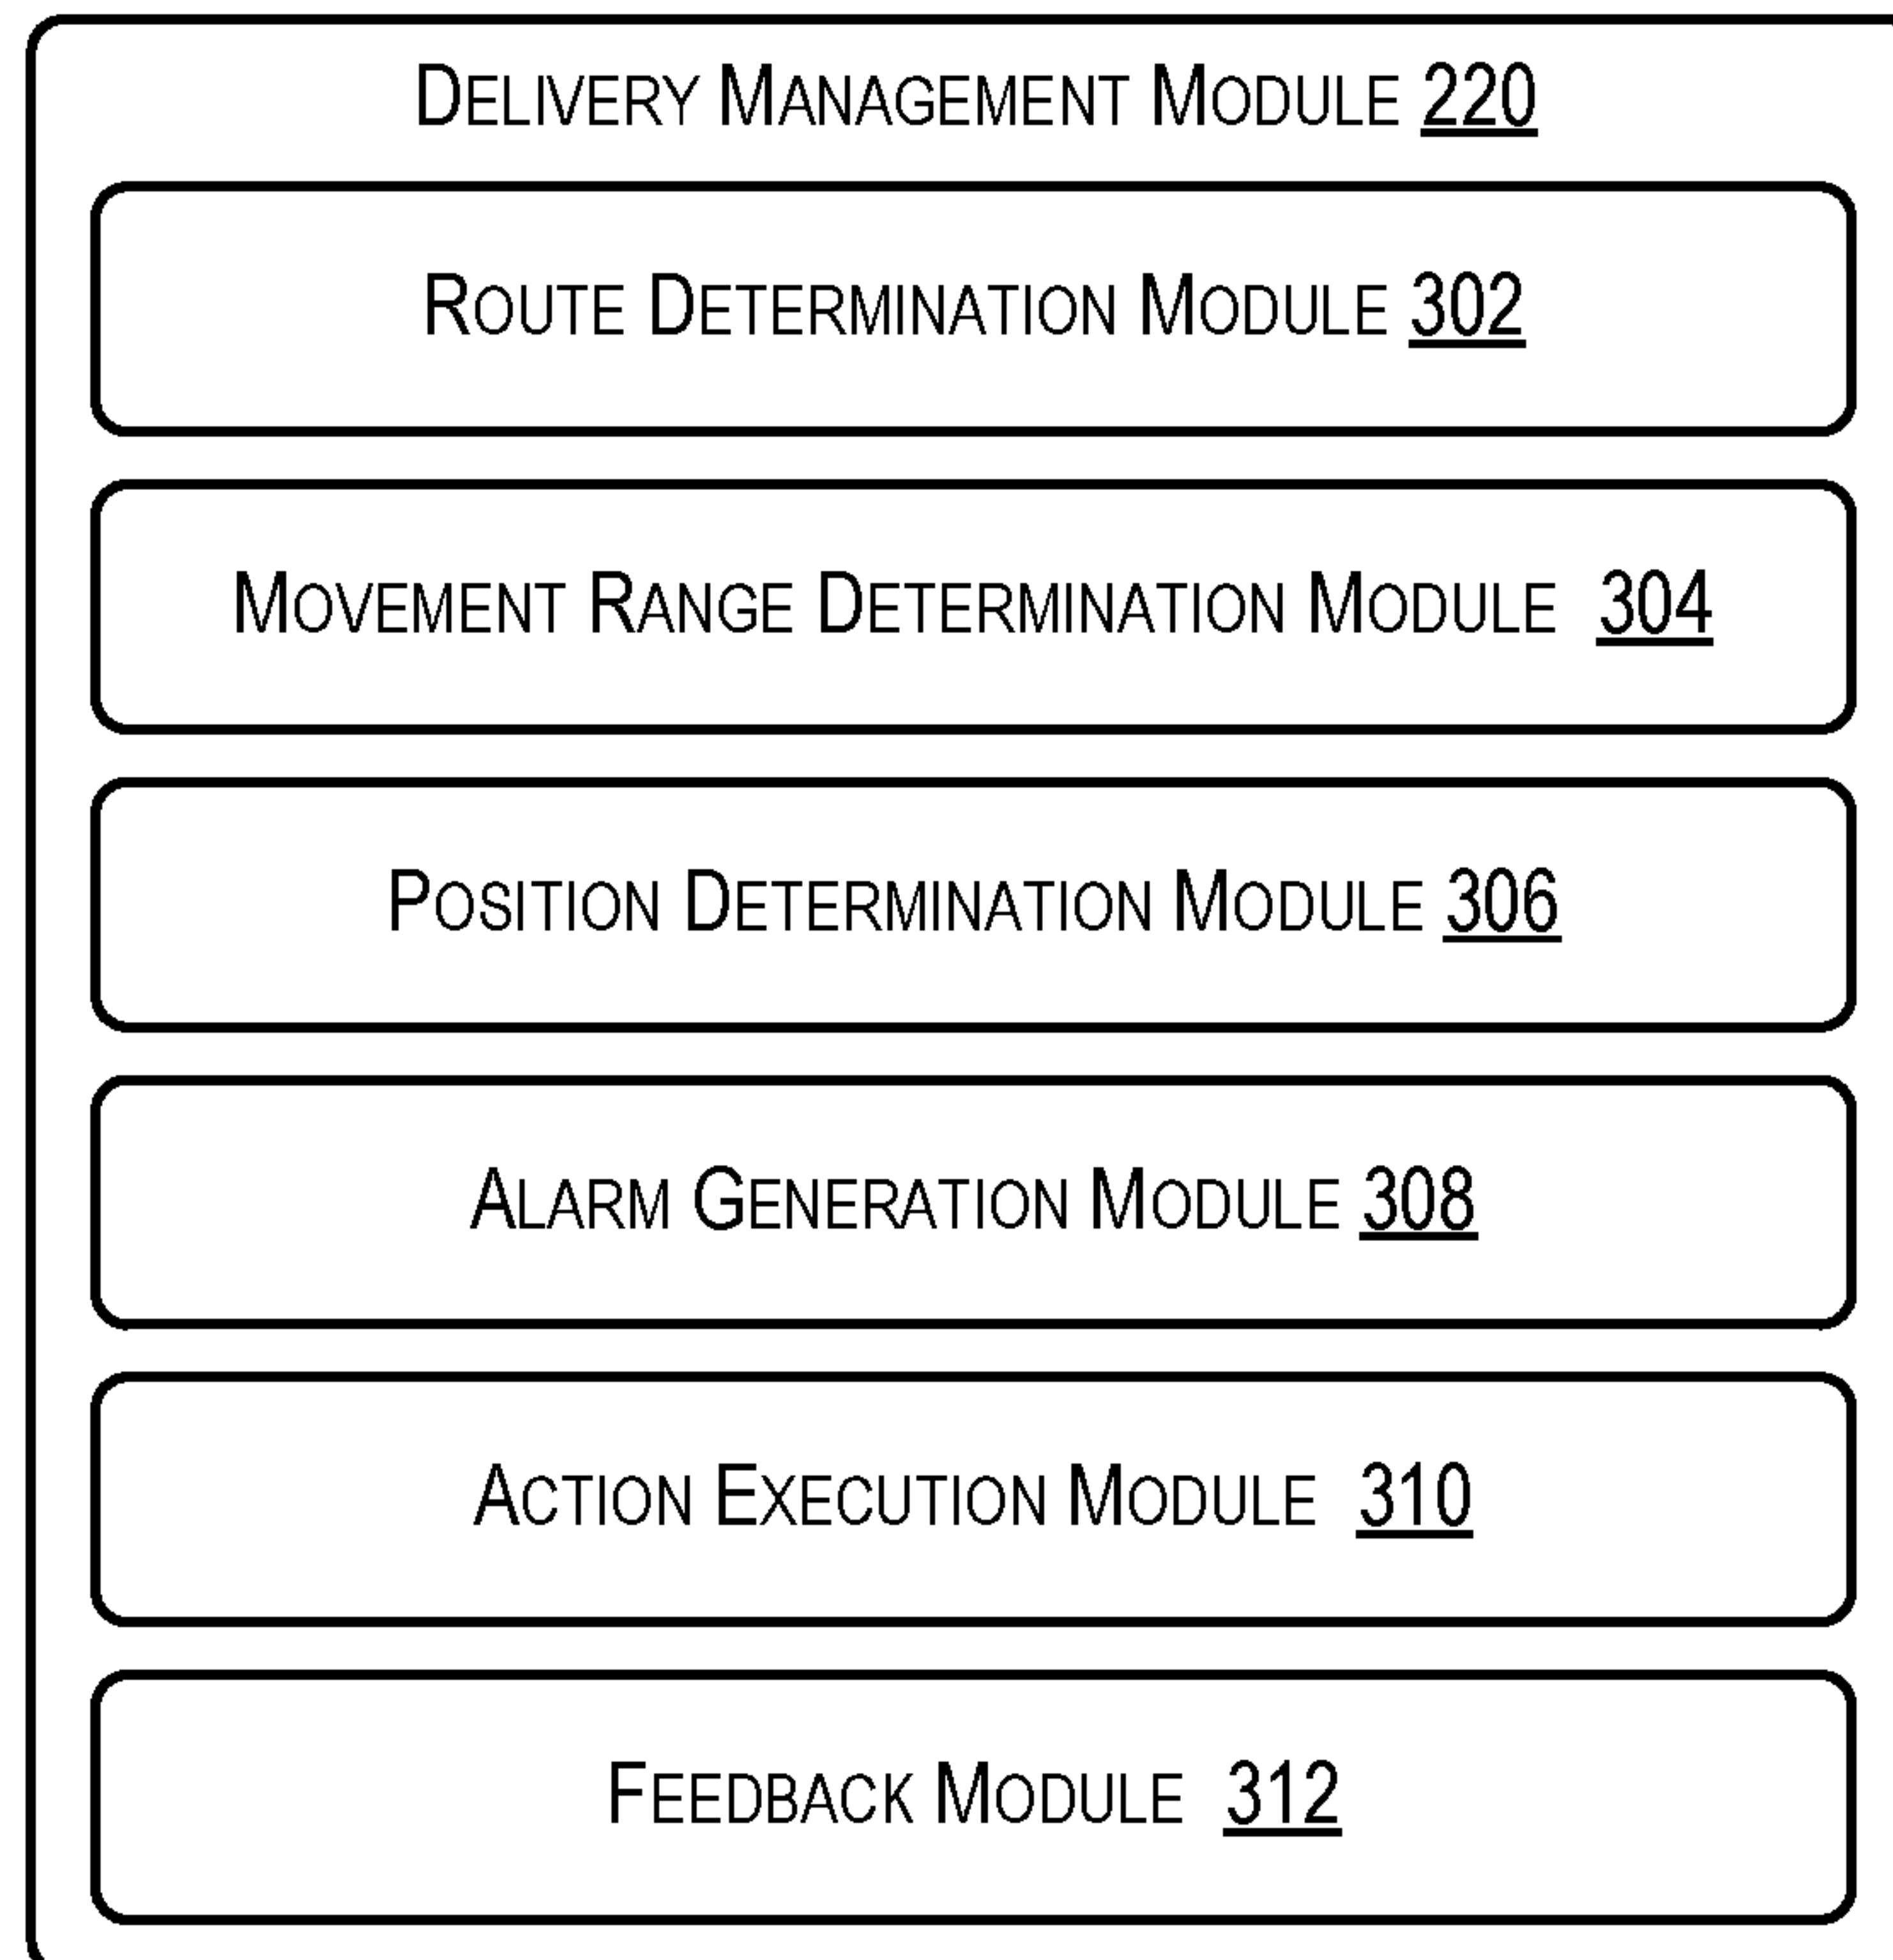 DELIVERY MANAGEMENT MODULE 220
ROUTE DETERMINATION MODULE 302
MOVEMENT RANGE DETERMINATION MODULE 304
POSITION DETERMINATION MODULE 306
ALARM GENERATION MODULE 308
ACTION EXECUTION MODULE 310
FEEDBACK MODULE 312